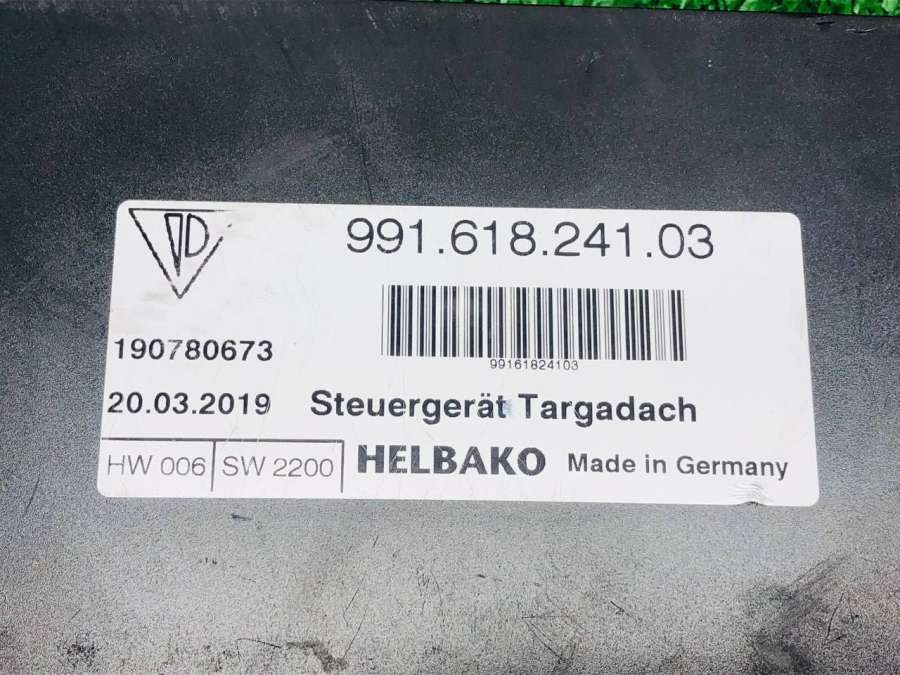 991.618.241.03
99161824103
190780673
20.03.2019 Steuergerät Targadach
HW 006 SW 2200 HELBAKO Made in Germany